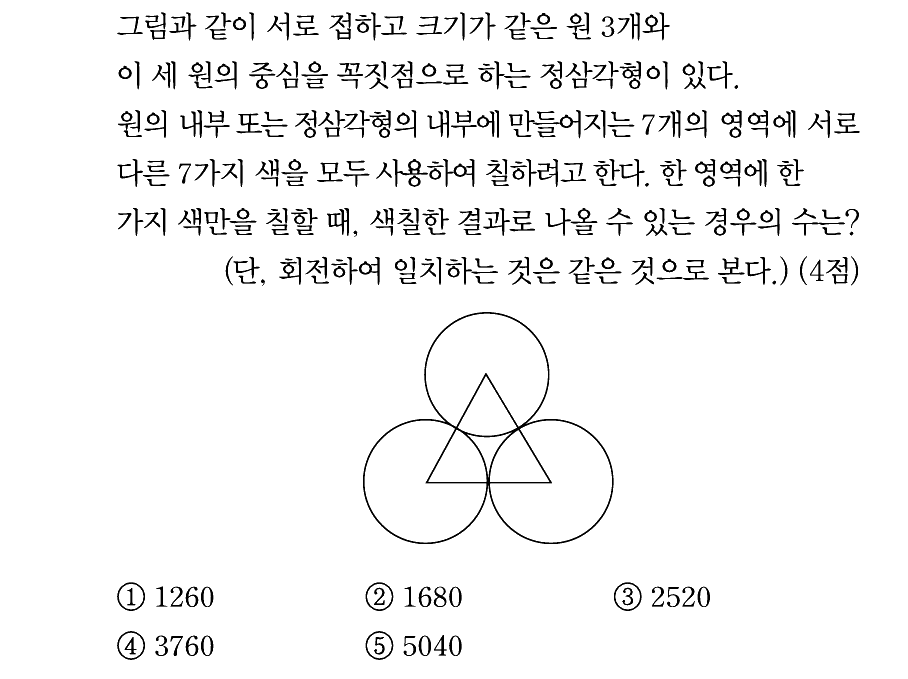 그림과 같이 서로 접하고 크기가 같은 원 3개와
이 세 원의 중심을 꼭짓점으로 하는 정삼각형이 있다.
원의 내부 또는 정삼각형의 내부에 만들어지는 7개의 영역에 서로
다른 7가지 색을 모두 사용하여 칠하려고 한다. 한 영역에 한
가지 색만을 칠할 때, 색칠한 결과로 나올 수 있는 경우의 수는?
(단, 회전하여 일치하는 것은 같은 것으로 본다.) (4점)
① 1260 ② 1680 ③ 2520
④ 3760 ⑤ 5040